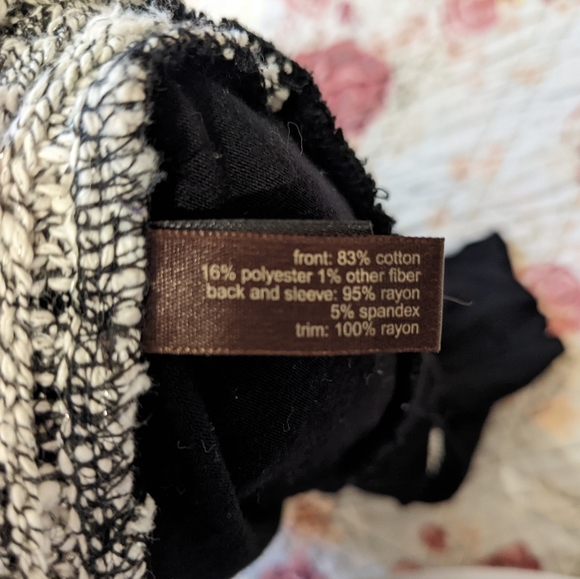 front: 83% cotton
16% polyester 1% other fiber
back and sleeve: 95% rayon
5% spandex
trim: 100% rayon